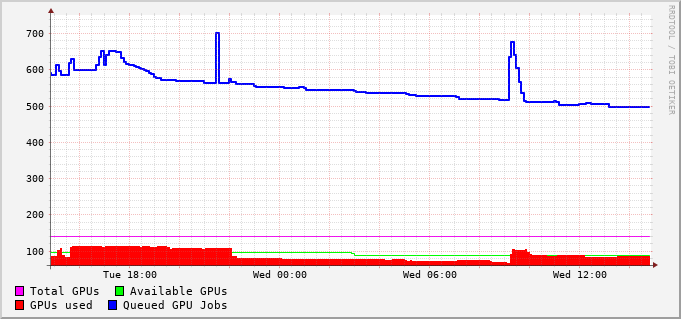 RRDTOOL / TOBI OETIKER
700
600
500
400
300
200
100
Tue 18:00 Wed 00:00 Wed 06:00 Wed 12:00
Total GPUs Available GPUs
GPUs used Queued GPU Jobs